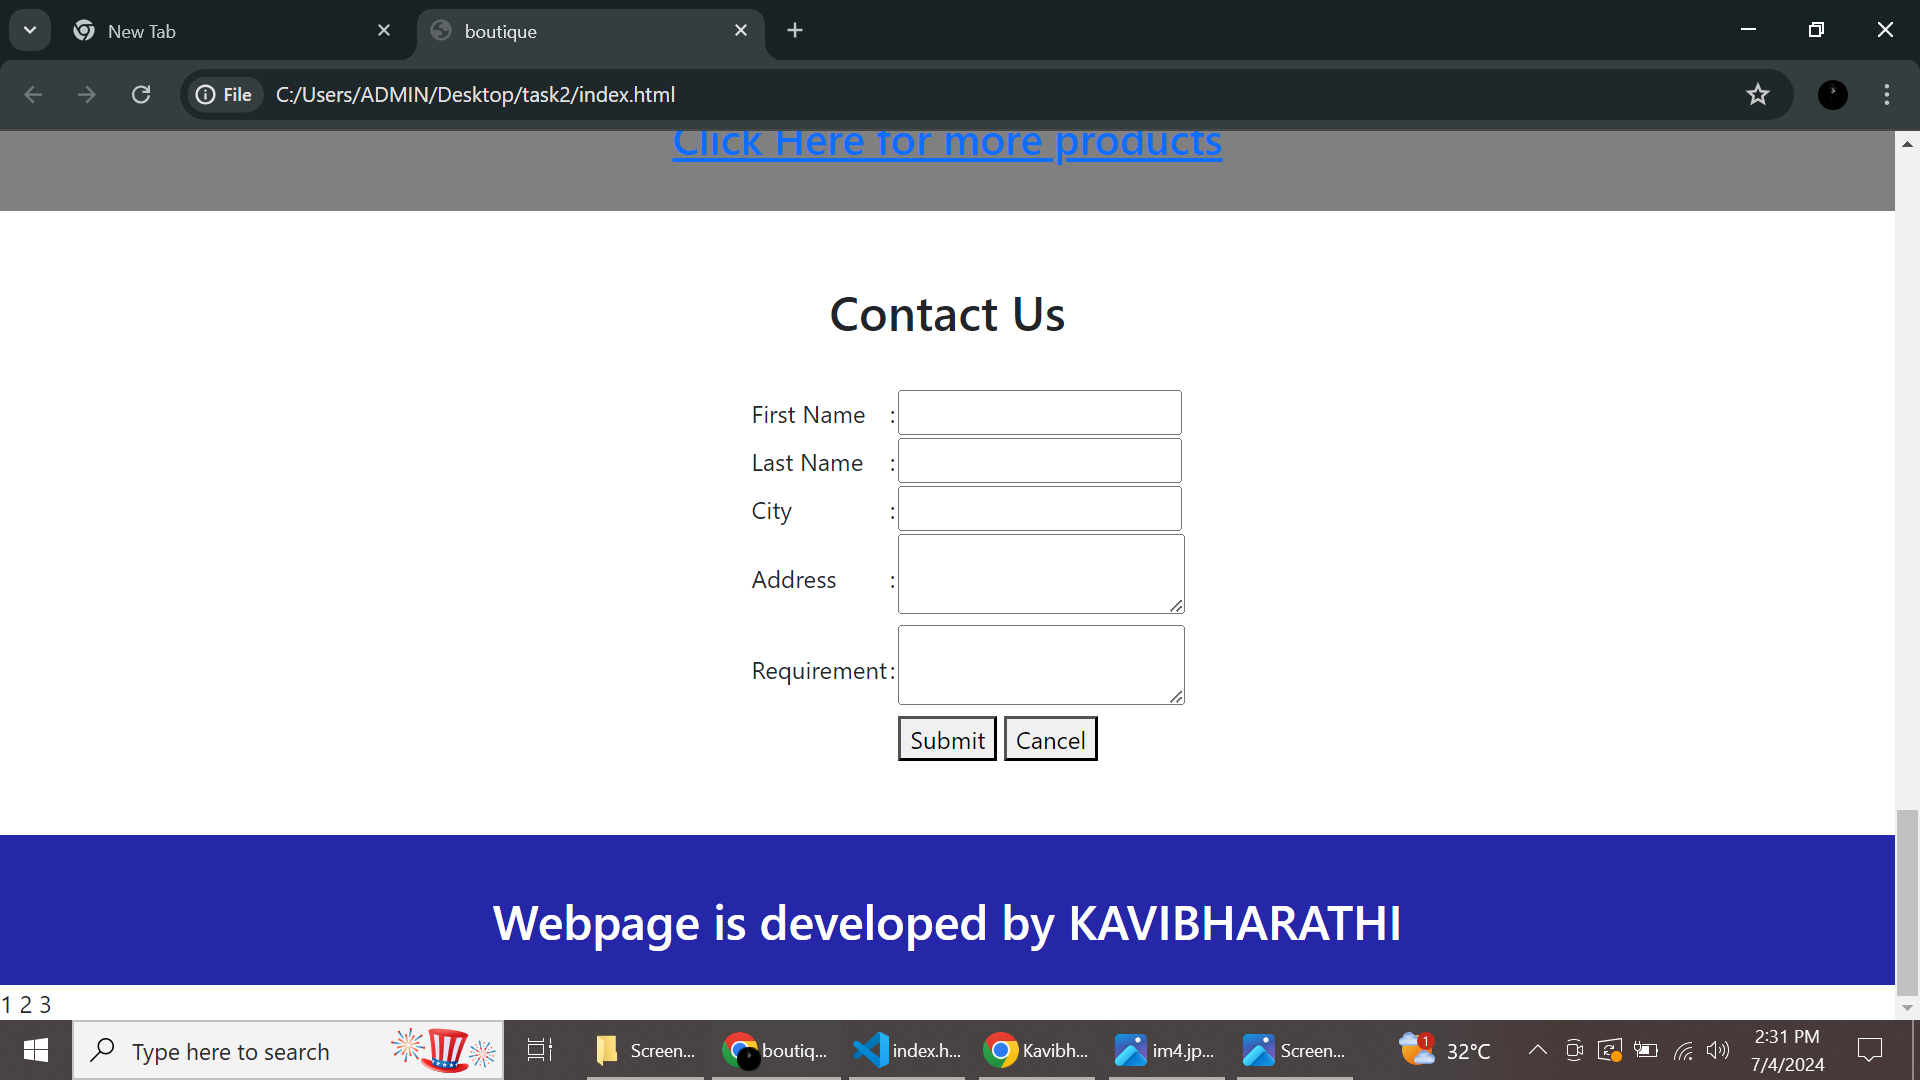 New Tab
boutique
File
C:/Users/ADMIN/Desktop/task2/index.html
Click Here for more products
Contact Us
First Name :
Last Name :
City :
Address :
Requirement :
Submit Cancel
Webpage is developed by KAVIBHARATHI
1 2 3
Type here to search
Screen...
boutiq...
index.h...
Kavibh...
im4.jp...
Screen...
1
32°C
2:31 PM
7/4/2024